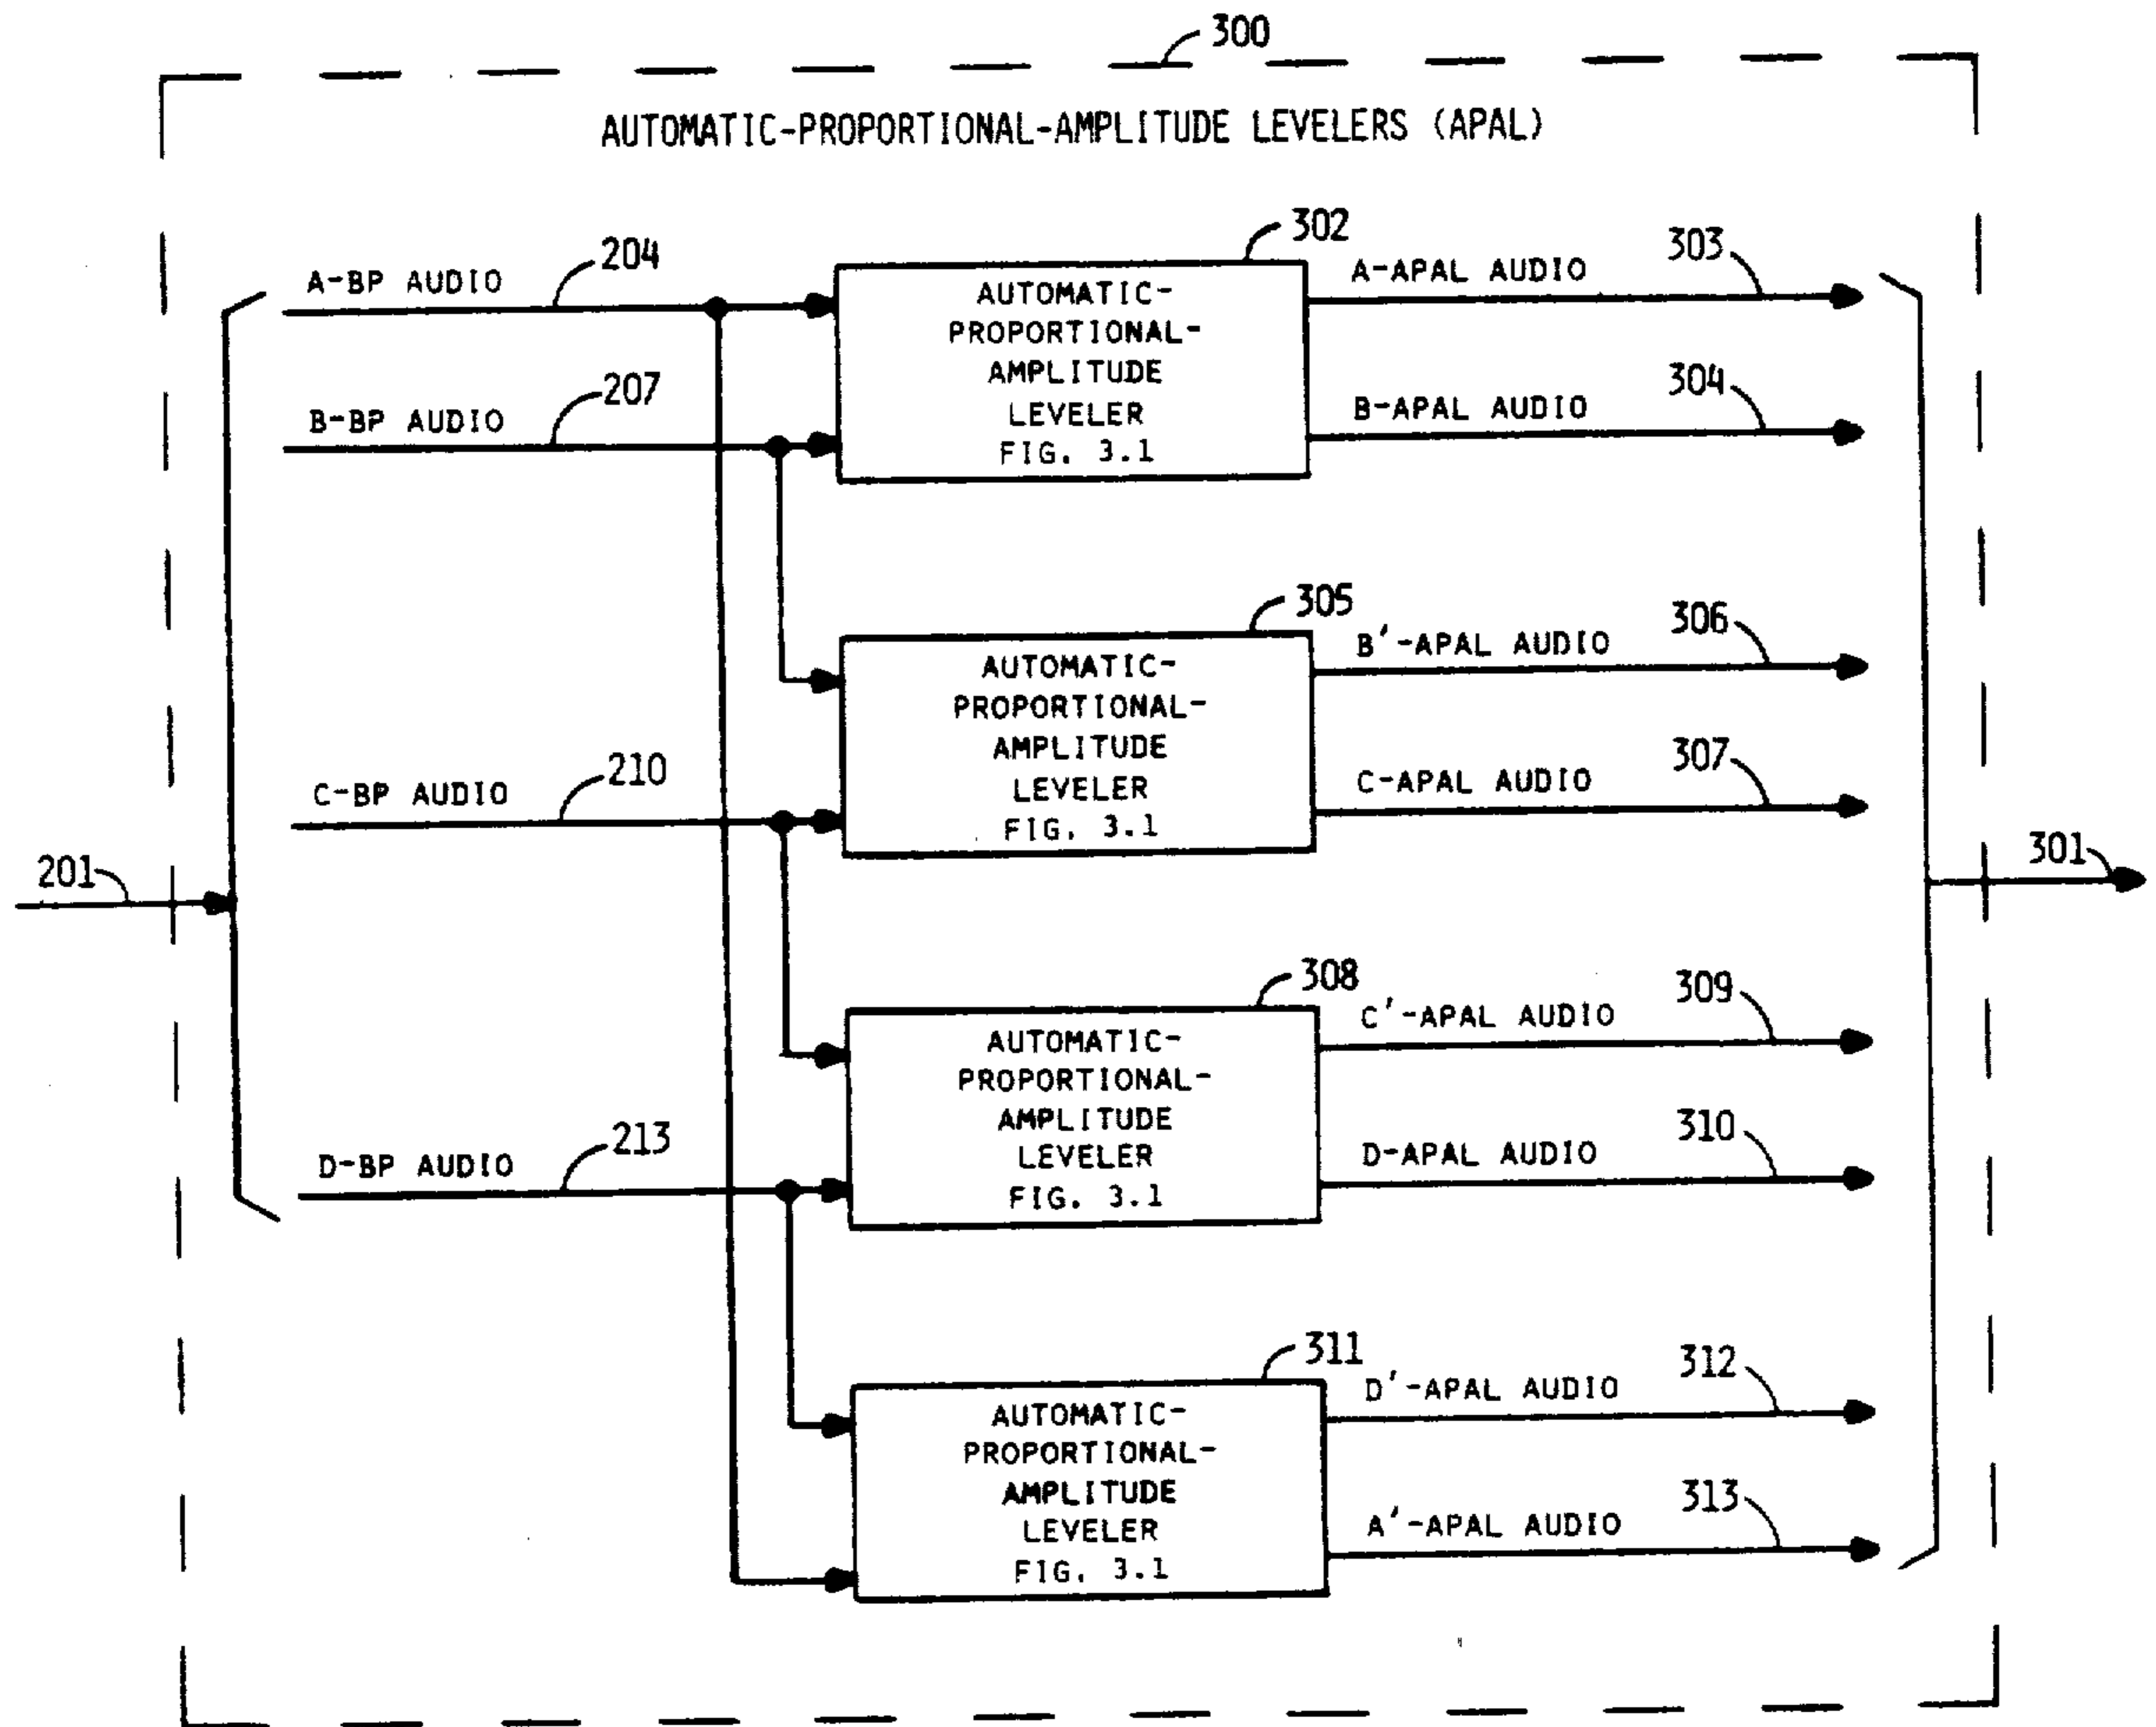 300
AUTOMATIC-PROPORTIONAL-AMPLITUDE LEVELERS (APAL)
A-BP AUDIO
204
302
AUTOMATIC-
PROPORTIONAL-
AMPLITUDE
LEVELER
FIG. 3.1
A-APAL AUDIO
303
B-BP AUDIO
207
B-APAL AUDIO
304
305
AUTOMATIC-
PROPORTIONAL-
AMPLITUDE
LEVELER
FIG. 3.1
B'-APAL AUDIO
306
C-BP AUDIO
210
C-APAL AUDIO
307
201
301
308
AUTOMATIC-
PROPORTIONAL-
AMPLITUDE
LEVELER
FIG. 3.1
C'-APAL AUDIO
309
D-BP AUDIO
213
D-APAL AUDIO
310
311
AUTOMATIC-
PROPORTIONAL-
AMPLITUDE
LEVELER
FIG. 3.1
D'-APAL AUDIO
312
A'-APAL AUDIO
313